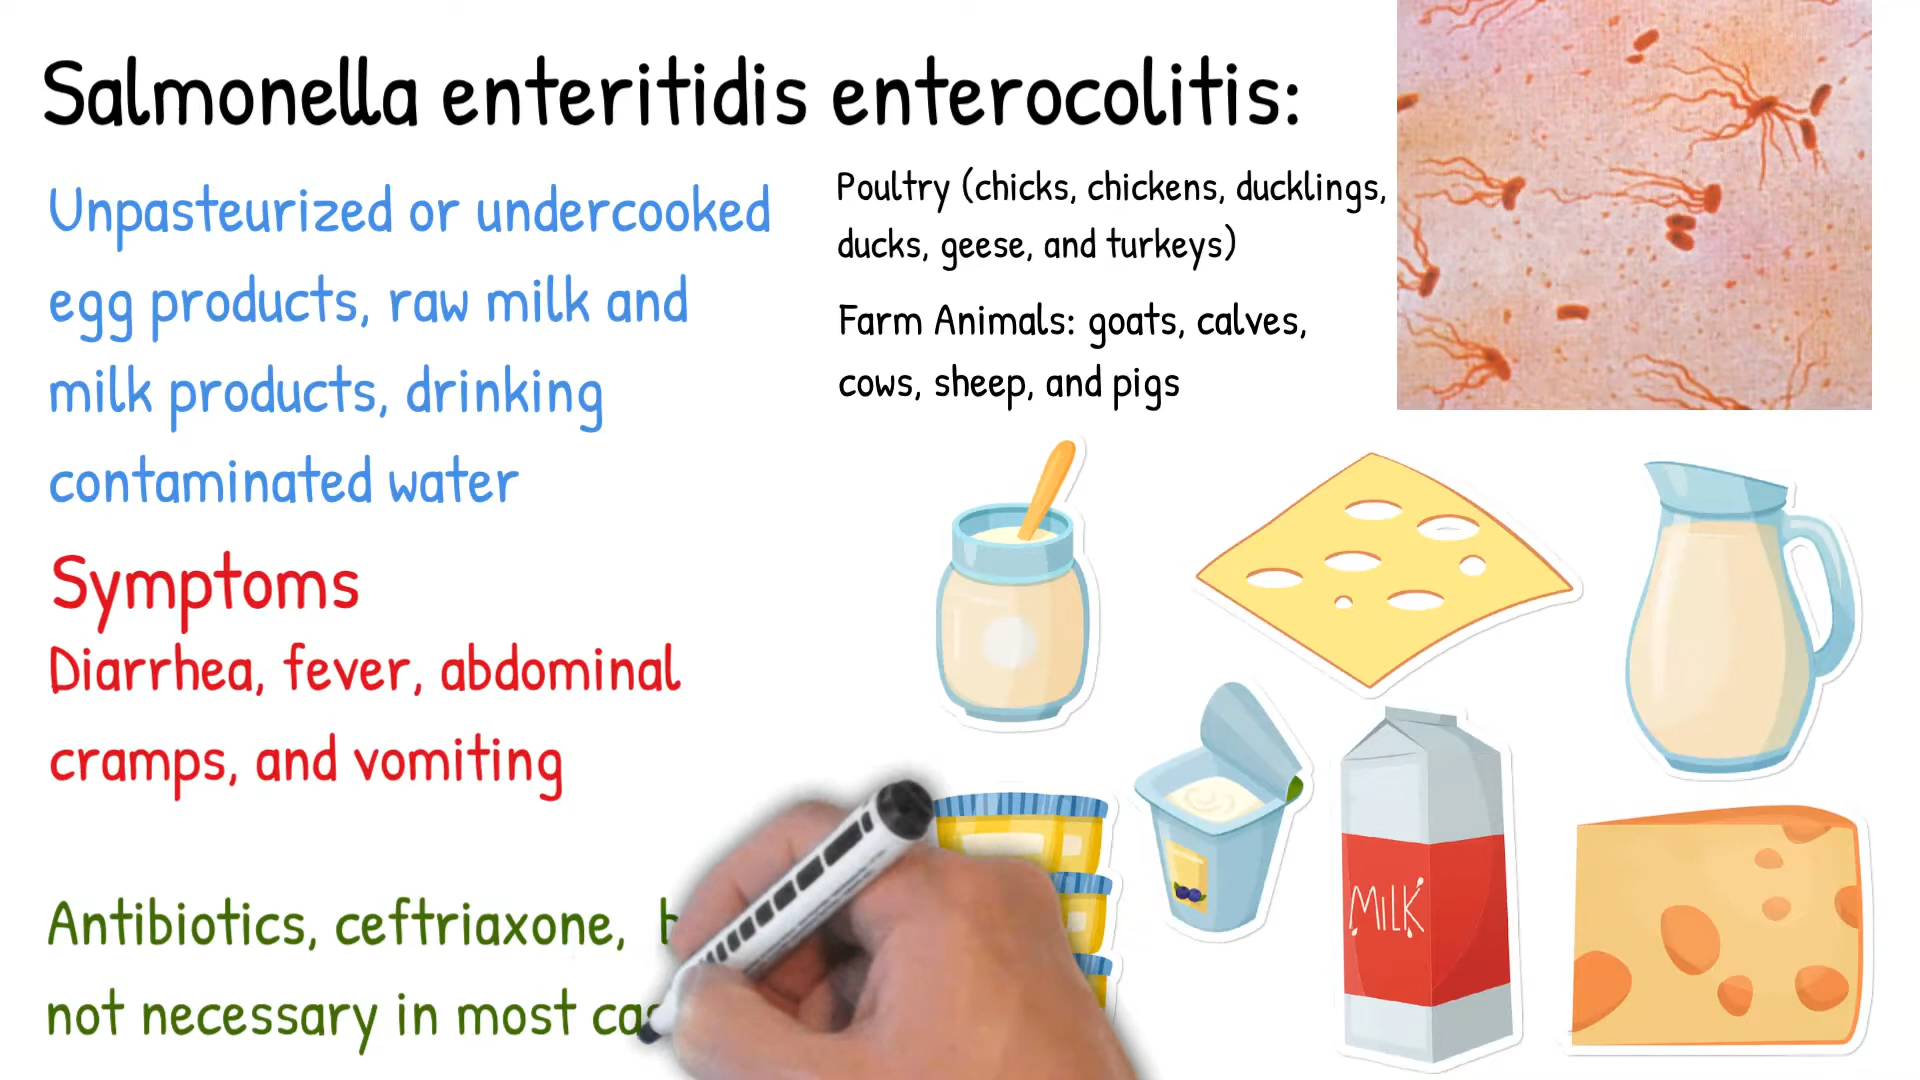 Salmonella enteritidis enterocolitis:
Unpasteurized or undercooked
egg products, raw milk and
milk products, drinking
contaminated water
Poultry (chicks, chickens, ducklings,
ducks, geese, and turkeys)
Farm Animals: goats, calves,
cows, sheep, and pigs
Symptoms
Diarrhea, fever, abdominal
cramps, and vomiting
Antibiotics, ceftriaxone,
not necessary in most
MILK